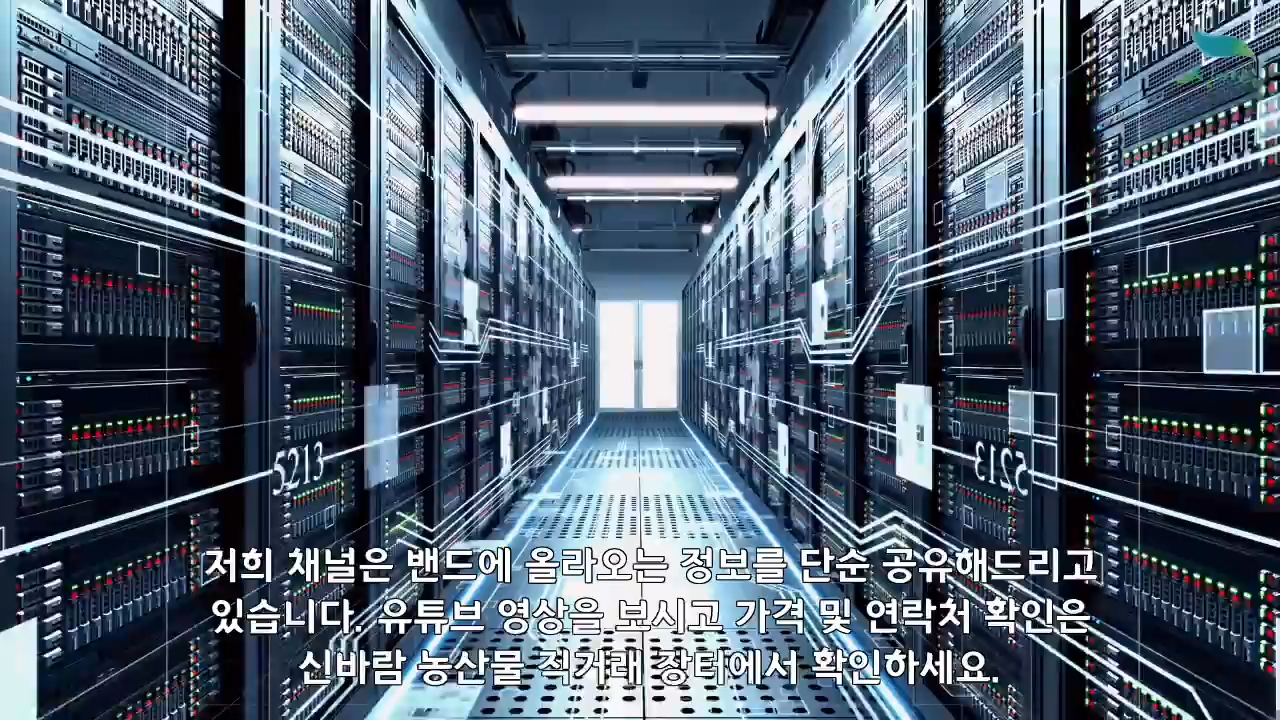 5213
5213
저희 채널은 밴드에 올라오는 정보를 단순 공유해드리고
있습니다. 유튜브 영상을 보시고 가격 및 연락처 확인은
신바람 농산물 직거래 장터에서 확인하세요.